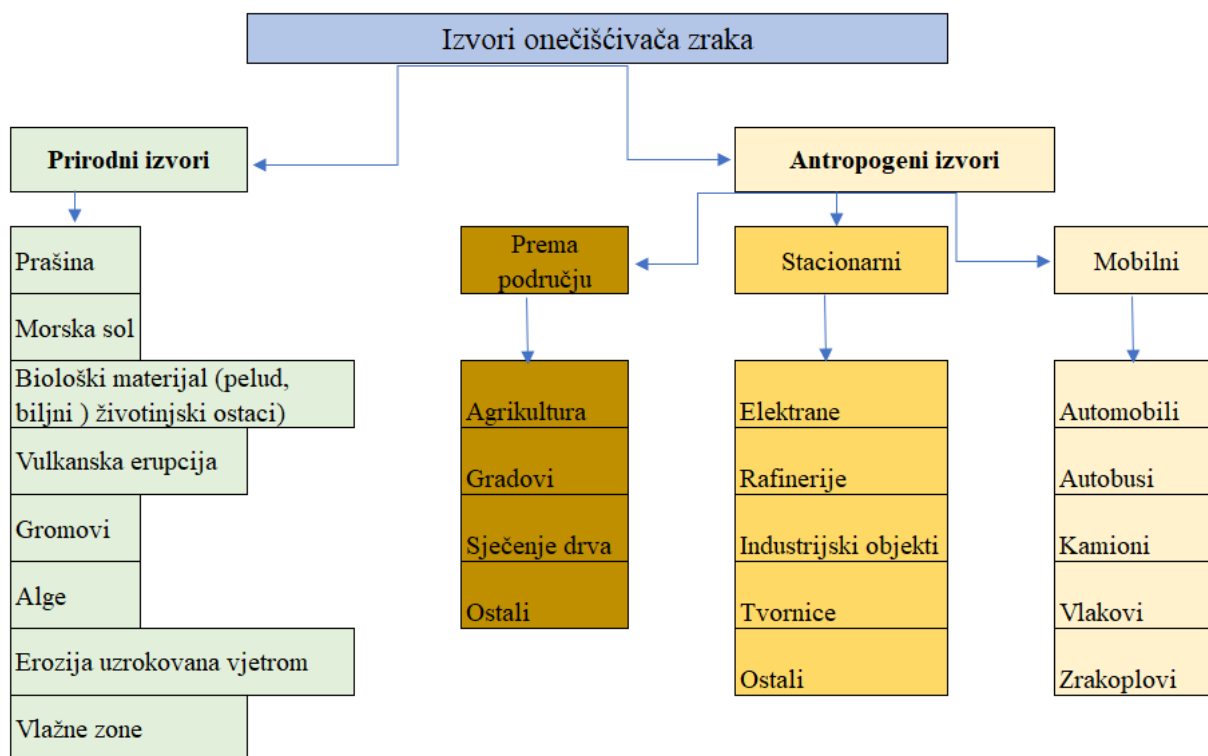 Izvori onečišćivača zraka
Prirodni izvori
Antropogeni izvori
Prašina
Morska sol
Biološki materijal (pelud,
biljni ) životinjski ostaci)
Vulkanska erupcija
Gromovi
Alge
Erozija uzrokovana vjetrom
Vlažne zone
Prema
području
Agrikultura
Gradovi
Sječenje drva
Ostali
Stacionarni
Elektrane
Rafinerije
Industrijski objekti
Tvornice
Ostali
Mobilni
Automobili
Autobusi
Kamioni
Vlakovi
Zrakoplovi